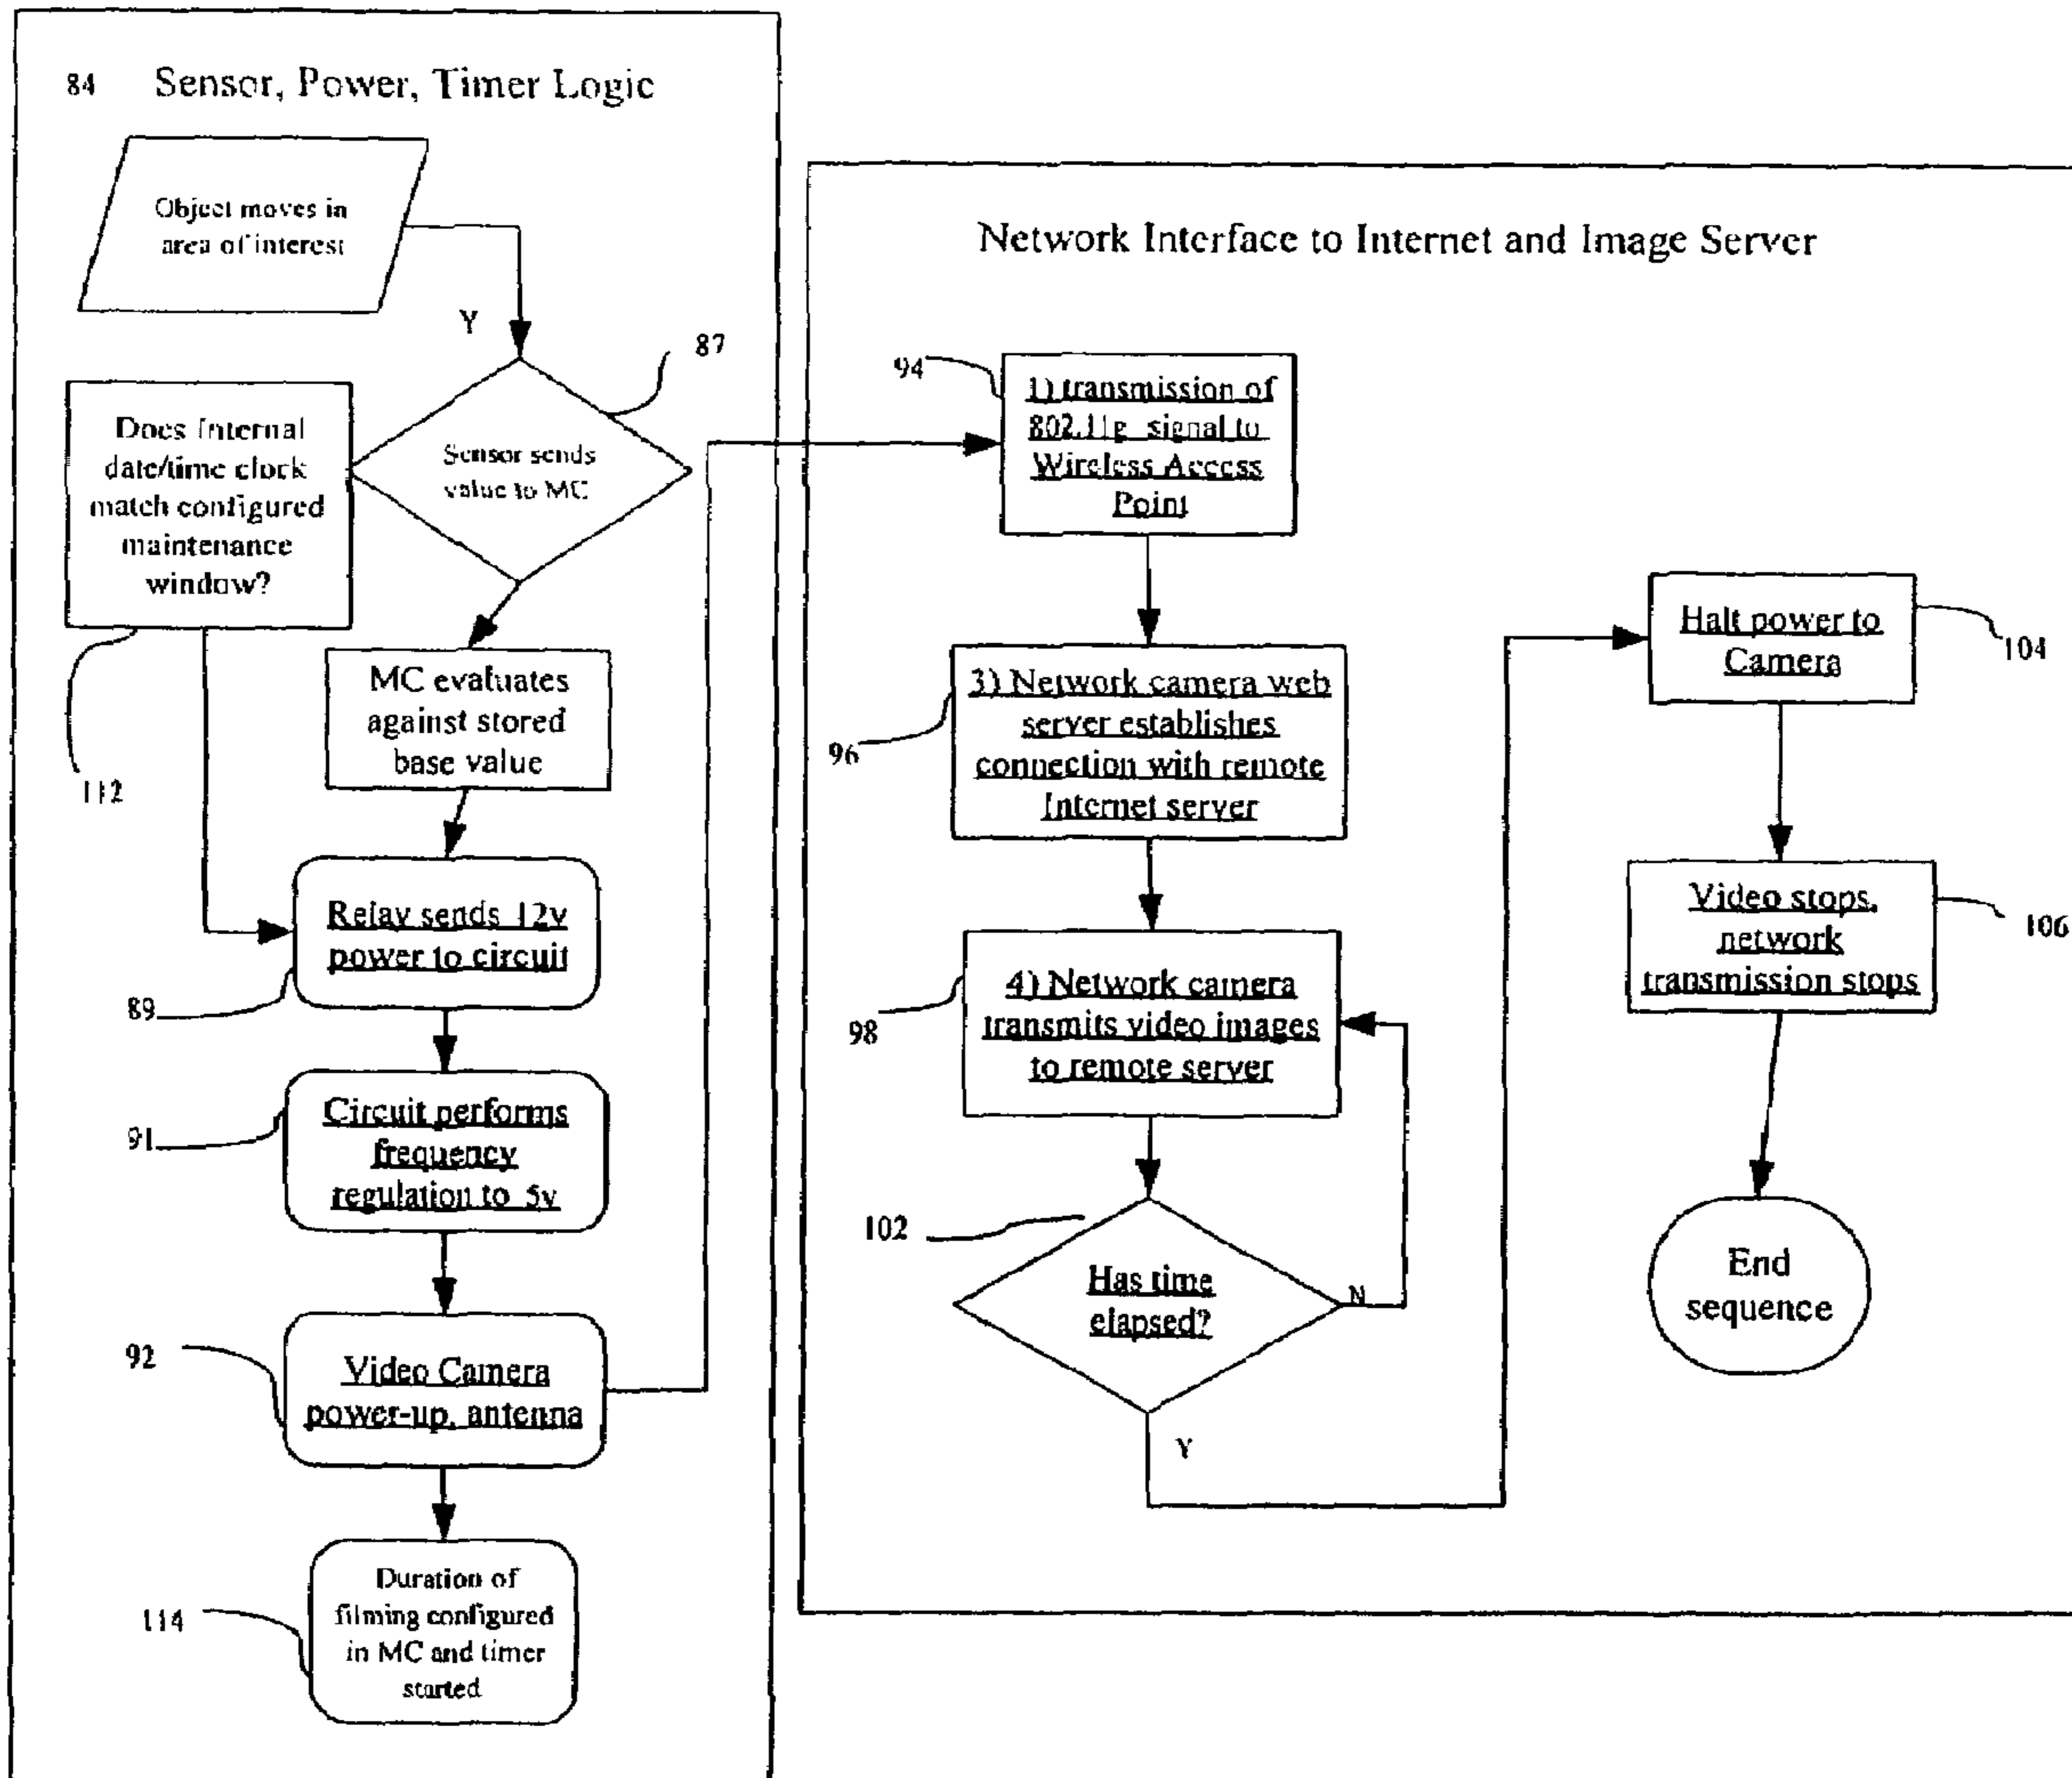 84 Sensor, Power, Timer Logic
Object moves in
area of interest
Y
87
Sensor sends
value to MC
Does Internal
date/time clock
match configured
maintenance
window?
112
MC evaluates
against stored
base value
Relay sends 12v
power to circuit
89
Circuit performs
frequency
regulation to 5v
91
Video Camera
power-up, antenna
92
Duration of
filming configured
in MC and timer
started
114
Network Interface to Internet and Image Server
94
1) transmission of
802.11g signal to
Wireless Access
Point
3) Network camera web
server establishes
connection with remote
Internet server
96
4) Network camera
transmits video images
to remote server
98
102
Has time
elapsed?
N
Y
Halt power to
Camera
104
Video stops,
network
transmission stops
106
End
sequence